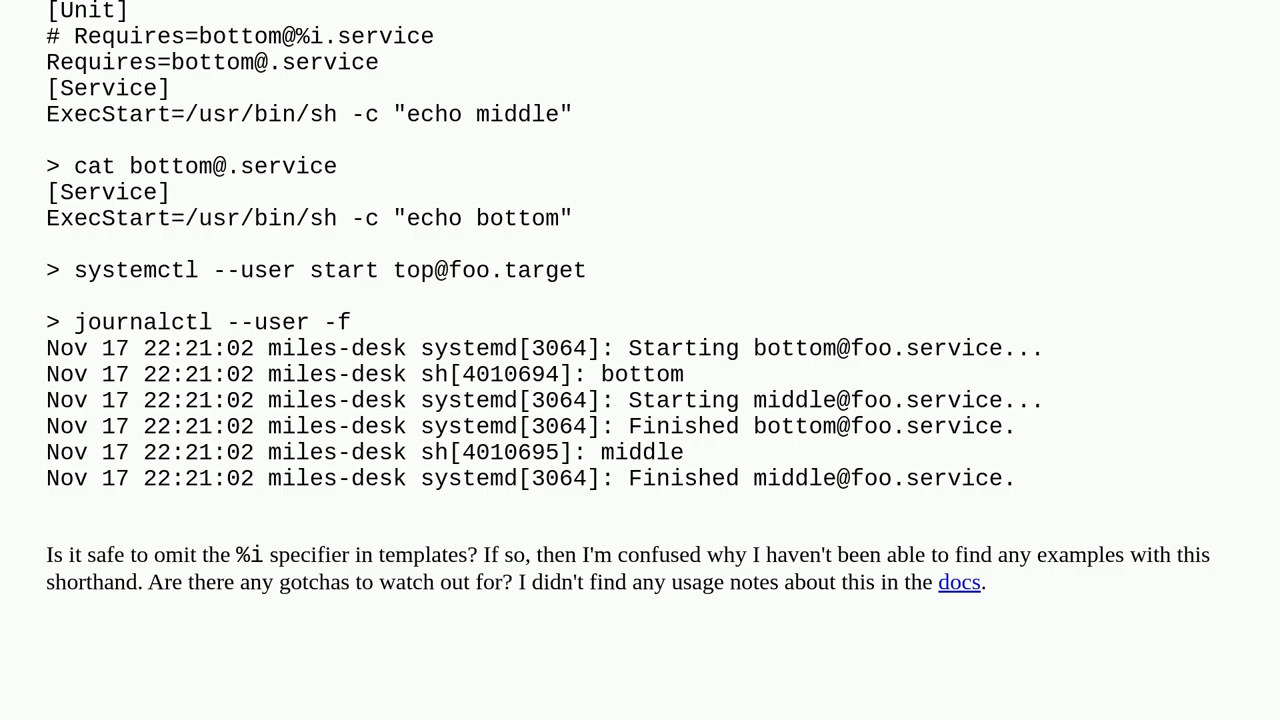 [Unit]
# Requires=bottom@%i.service
Requires=bottom@.service
[Service]
ExecStart=/usr/bin/sh -c "echo middle"

> cat bottom@.service
[Service]
ExecStart=/usr/bin/sh -c "echo bottom"

> systemctl --user start top@foo.target

> journalctl --user -f
Nov 17 22:21:02 miles-desk systemd[3064]: Starting bottom@foo.service...
Nov 17 22:21:02 miles-desk sh[4010694]: bottom
Nov 17 22:21:02 miles-desk systemd[3064]: Starting middle@foo.service...
Nov 17 22:21:02 miles-desk systemd[3064]: Finished bottom@foo.service.
Nov 17 22:21:02 miles-desk sh[4010695]: middle
Nov 17 22:21:02 miles-desk systemd[3064]: Finished middle@foo.service.

Is it safe to omit the %i specifier in templates? If so, then I'm confused why I haven't been able to find any examples with this
shorthand. Are there any gotchas to watch out for? I didn't find any usage notes about this in the docs.